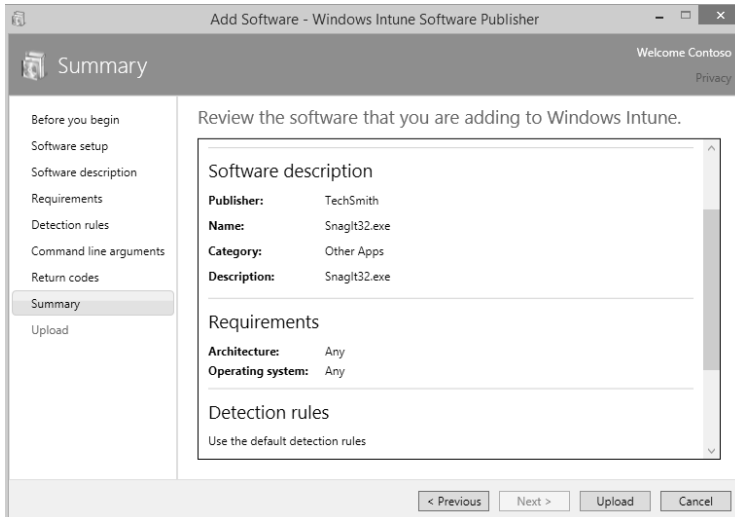 Add Software - Windows Intune Software Publisher
Summary
Welcome Contoso
Privacy
Before you begin
Software setup
Software description
Requirements
Detection rules
Command line arguments
Return codes
Summary
Upload
Review the software that you are adding to Windows Intune.
Software description
Publisher: TechSmith
Name: SnagIt32.exe
Category: Other Apps
Description: SnagIt32.exe
Requirements
Architecture: Any
Operating system: Any
Detection rules
Use the default detection rules
< Previous Next > Upload Cancel